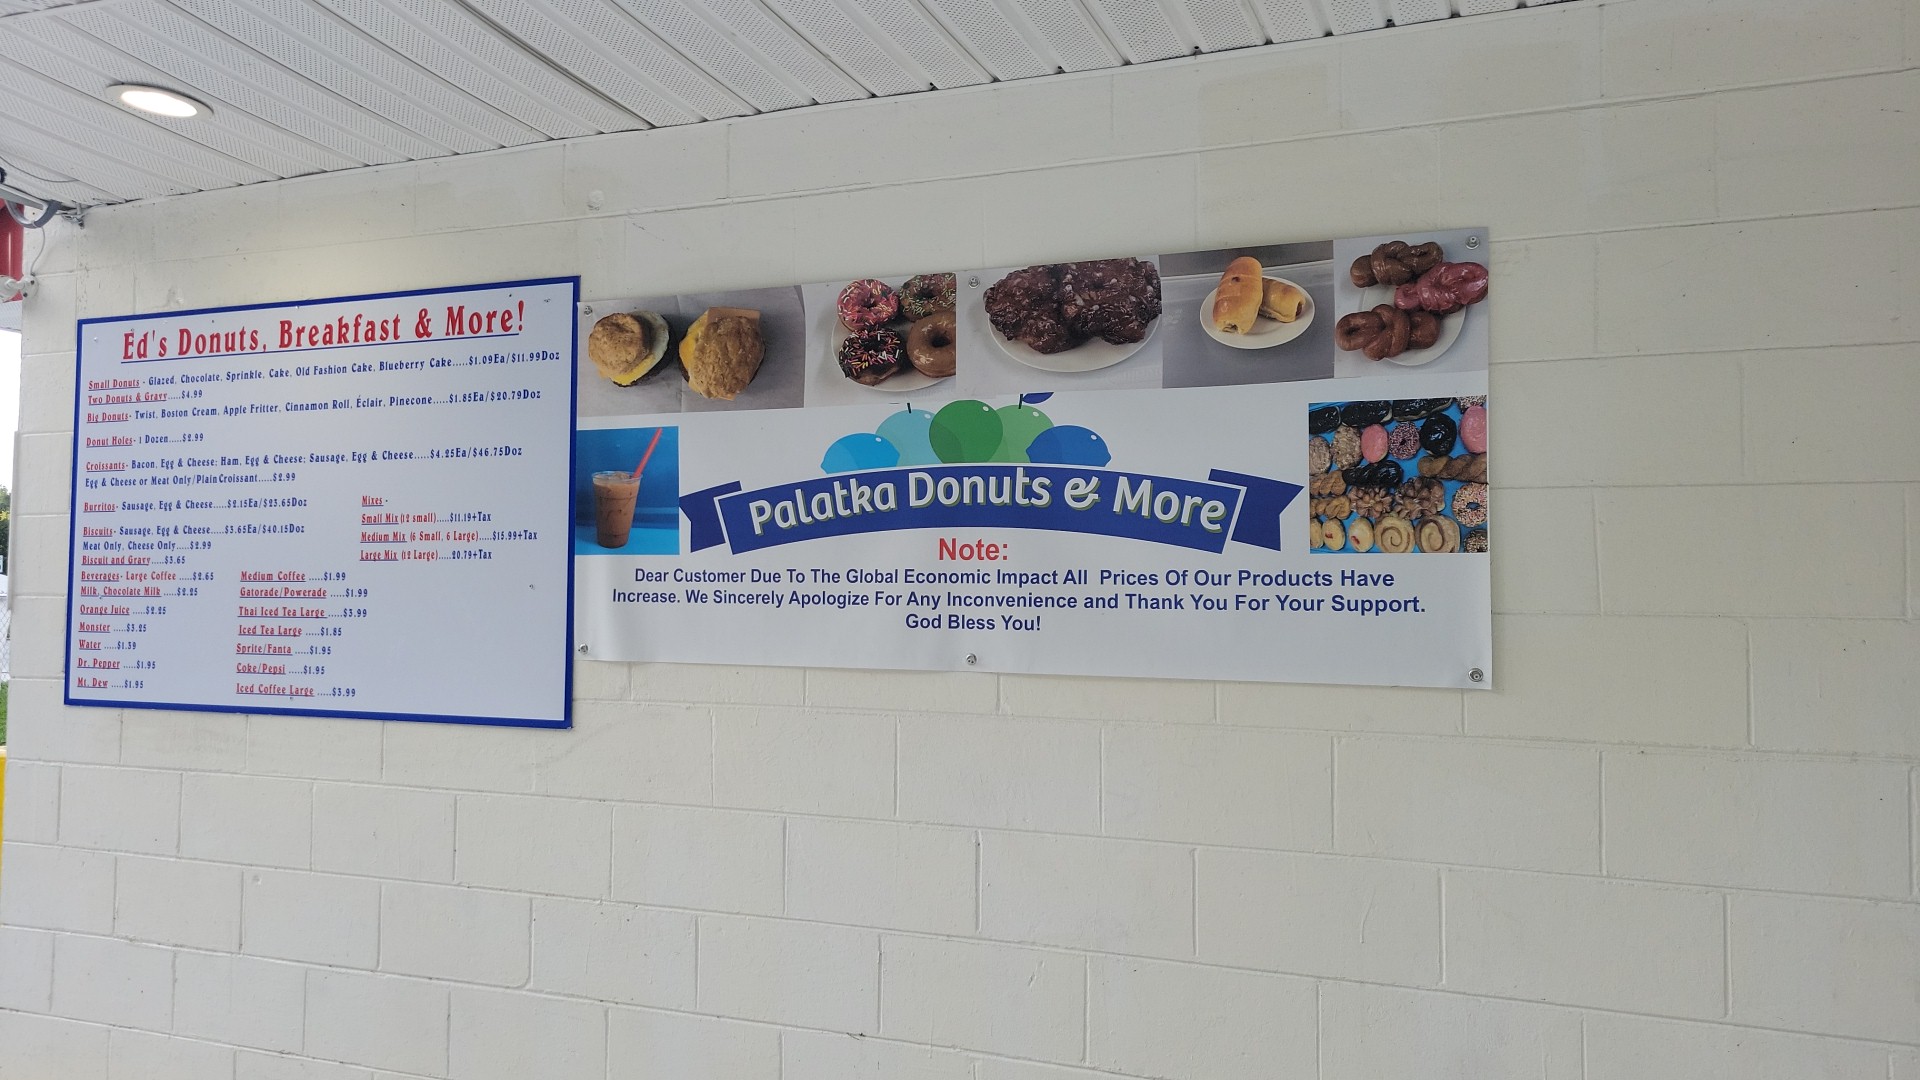 Ed's Donuts, Breakfast & More!
Small Donuts - Glazed, Chocolate, Sprinkle, Cake, Old Fashion Cake, Blueberry Cake.....$1.09Ea/$11.99Doz
Two Donuts & Gravy.....$4.99
Big Donuts- Twist, Boston Cream, Apple Fritter, Cinnamon Roll, Éclair, Pinecone.....$1.85Ea/$20.79Doz
Donut Holes- 1 Dozen.....$2.99
Croissants- Bacon, Egg & Cheese; Ham, Egg & Cheese; Sausage, Egg & Cheese.....$4.25Ea/$46.75Doz
Egg & Cheese or Meat Only/Plain Croissant.....$2.99
Burritos- Sausage, Egg & Cheese.....$2.15Ea/$23.65Doz
Biscuits- Sausage, Egg & Cheese.....$3.65Ea/$40.15Doz
Meat Only, Cheese Only.....$2.99
Biscuit and Gravy.....$3.65
Mixes -
Small Mix (12 small).....$11.19+Tax
Medium Mix (6 Small, 6 Large).....$15.99+Tax
Large Mix (12 Large).....20.79+Tax
Beverages- Large Coffee .....$2.65
Milk, Chocolate Milk .....$2.25
Orange Juice .....$2.25
Monster .....$3.25
Water .....$1.39
Dr. Pepper .....$1.95
Mt. Dew .....$1.95
Medium Coffee .....$1.99
Gatorade/Powerade .....$1.99
Thai Iced Tea Large .....$3.99
Iced Tea Large .....$1.85
Sprite/Fanta .....$1.95
Coke/Pepsi .....$1.95
Iced Coffee Large .....$3.99
Palatka Donuts & More
Note:
Dear Customer Due To The Global Economic Impact All Prices Of Our Products Have
Increase. We Sincerely Apologize For Any Inconvenience and Thank You For Your Support.
God Bless You!